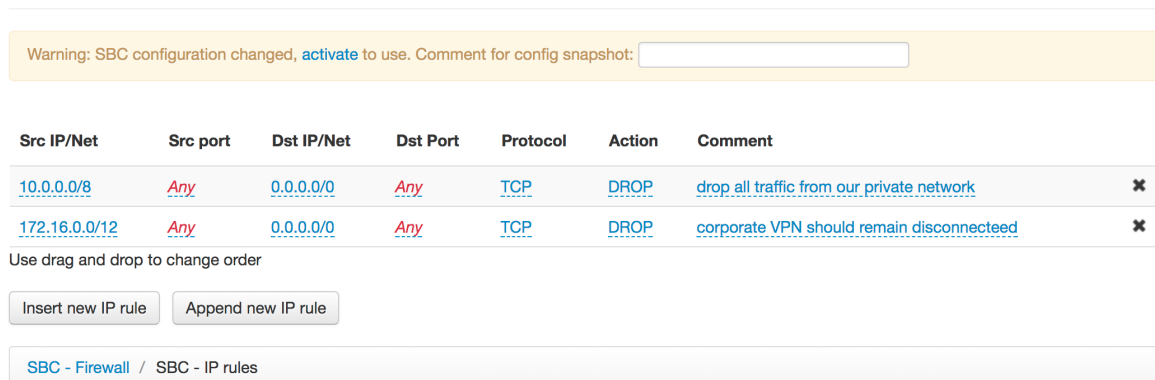 Warning: SBC configuration changed, activate to use. Comment for config snapshot:
Src IP/Net Src port Dst IP/Net Dst Port Protocol Action Comment
10.0.0.0/8 Any 0.0.0.0/0 Any TCP DROP drop all traffic from our private network ✖
172.16.0.0/12 Any 0.0.0.0/0 Any TCP DROP corporate VPN should remain disconnecteed ✖
Use drag and drop to change order
Insert new IP rule Append new IP rule
SBC - Firewall / SBC - IP rules